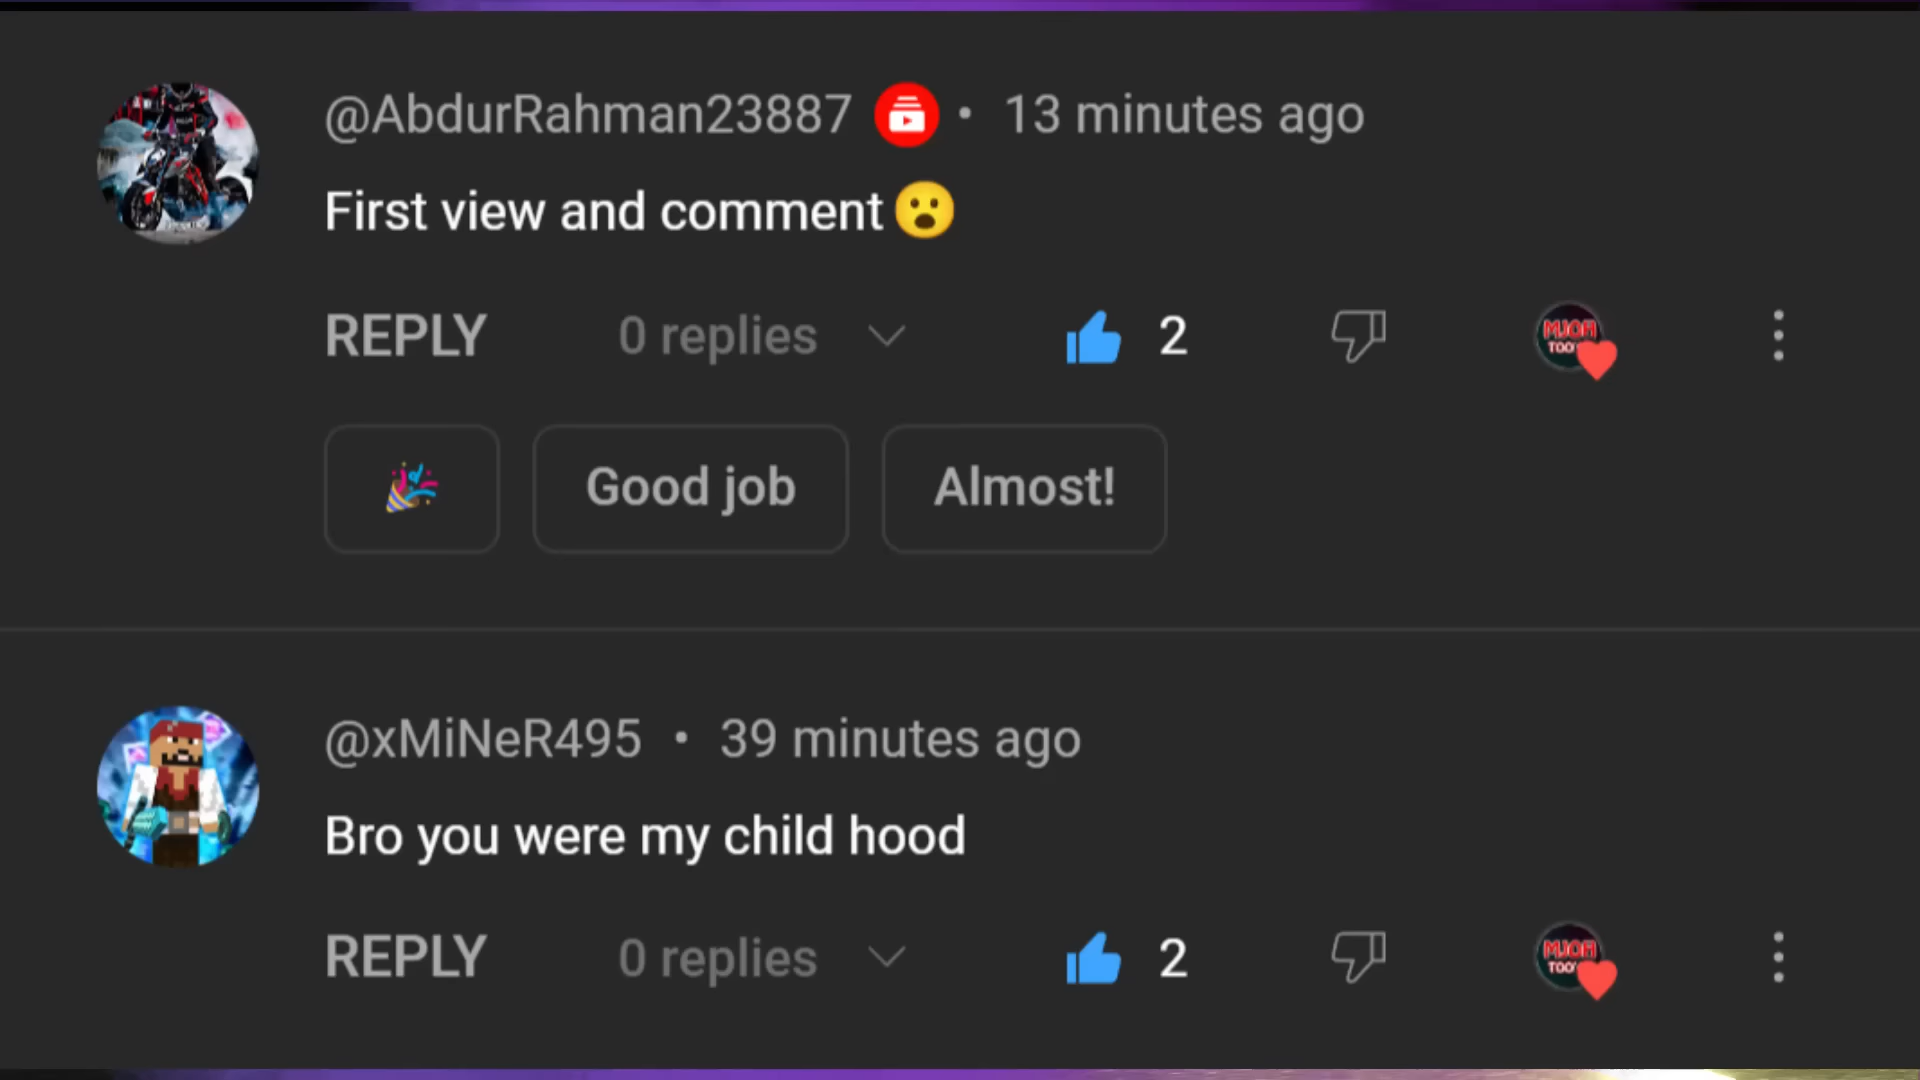 @AbdurRahman23887 • 13 minutes ago
First view and comment😮
REPLY 0 replies 2
🎉 Good job Almost!
@xMiNeR495 • 39 minutes ago
Bro you were my child hood
REPLY 0 replies 2